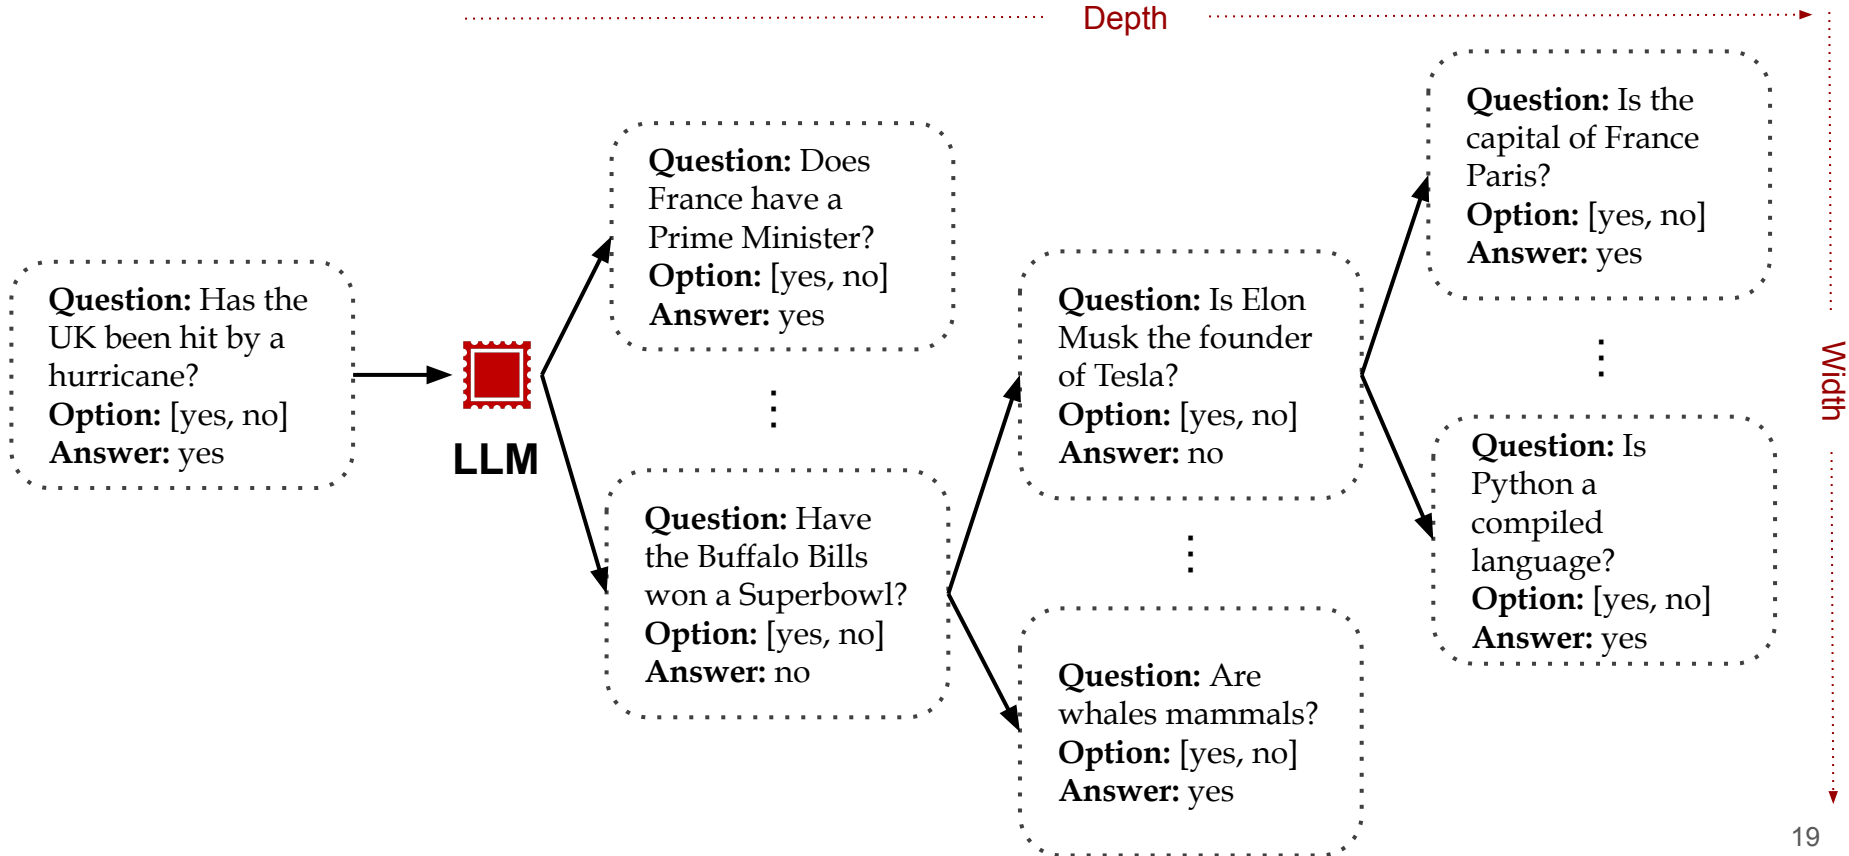 Depth
Question: Has the
UK been hit by a
hurricane?
Option: [yes, no]
Answer: yes
LLM
Question: Does
France have a
Prime Minister?
Option: [yes, no]
Answer: yes
Question: Have
the Buffalo Bills
won a Superbowl?
Option: [yes, no]
Answer: no
Question: Is Elon
Musk the founder
of Tesla?
Option: [yes, no]
Answer: no
Question: Are
whales mammals?
Option: [yes, no]
Answer: yes
Question: Is the
capital of France
Paris?
Option: [yes, no]
Answer: yes
Question: Is
Python a
compiled
language?
Option: [yes, no]
Answer: yes
Width
19